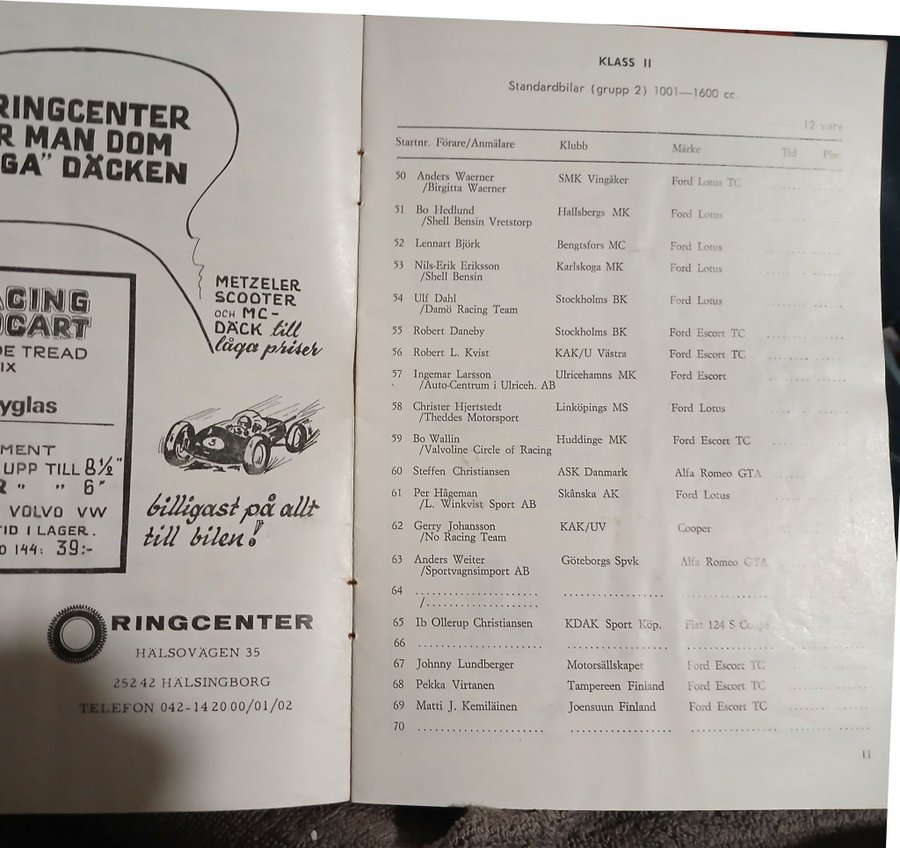 RINGCENTER
R MAN DOM
GA" DÄCKEN
METZELER
SCOOTER
OCH MC-
DÄCK till
låga priser
CING
OCART
DE TREAD
IX
yglas
MENT
UPP TILL 8½"
R " " 6"
VOLVO VW
TID I LAGER.
O 144: 39:-
3
billigast på allt
till bilen!
RINGCENTER
HÄLSOVÄGEN 35
252 42 HÄLSINGBORG
TELEFON 042-14 20 00/01/02
KLASS II
Standardbilar (grupp 2) 1001—1600 cc.
12 varv
Startnr. Förare/Anmälare Klubb Märke Tid Plac
50 Anders Waerner SMK Vingåker Ford Lotus TC
/Birgitta Waerner
51 Bo Hedlund Hallsbergs MK Ford Lotus
/Shell Bensin Vretstorp
52 Lennart Björk Bengtsfors MC Ford Lotus
53 Nils-Erik Eriksson Karlskoga MK Ford Lotus
/Shell Bensin
54 Ulf Dahl Stockholms BK Ford Lotus
/Damö Racing Team
55 Robert Daneby Stockholms BK Ford Escort TC
56 Robert L. Kvist KAK/U Västra Ford Escort TC
57 Ingemar Larsson Ulricehamns MK Ford Escort
/Auto-Centrum i Ulriceh. AB
58 Christer Hjertstedt Linköpings MS Ford Lotus
/Theddes Motorsport
59 Bo Wallin Huddinge MK Ford Escort TC
/Valvoline Circle of Racing
60 Steffen Christiansen ASK Danmark Alfa Romeo GTA
61 Per Hågeman Skånska AK Ford Lotus
/L. Winkvist Sport AB
62 Gerry Johansson KAK/UV Cooper
/No Racing Team
63 Anders Weiter Göteborgs Spvk Alfa Romeo GTA
/Sportvagnsimport AB
64 ........................ .................... ....................
/......................
65 Ib Ollerup Christiansen KDAK Sport Köp. Fiat 124 S Coupé
66 ........................ .................... ....................
67 Johnny Lundberger Motorsällskapet Ford Escort TC
68 Pekka Virtanen Tampereen Finland Ford Escort TC
69 Matti J. Kemiläinen Joensuun Finland Ford Escort TC
70 ........................ .................... ....................
11